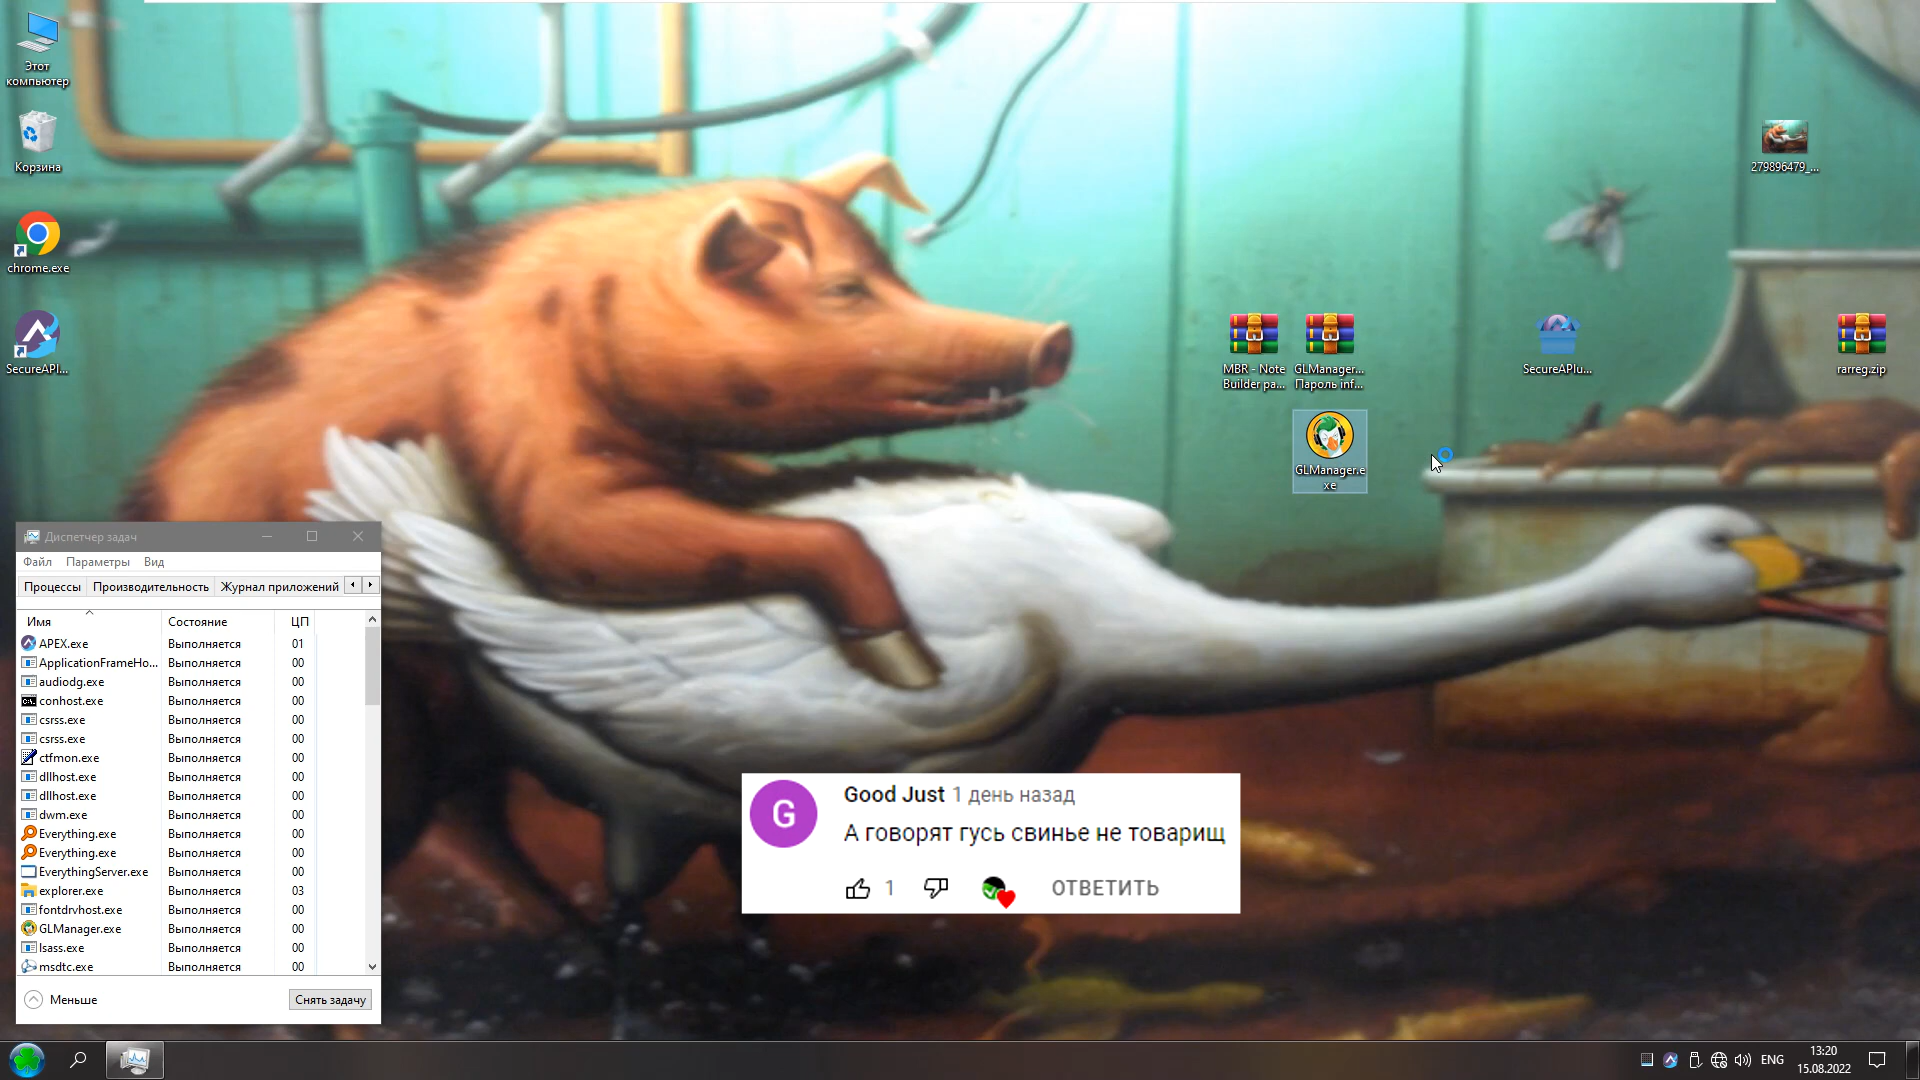 Этот
компьютер
Корзина
chrome.exe
SecureAPl...
279896479_...
MBR - Note
Builder pa...
GLManager...
Пароль inf...
SecureAPlu...
rarreg.zip
GLManager.e
xe
Диспетчер задач
Файл Параметры Вид
Процессы Производительность Журнал приложений
Имя Состояние ЦП
APEX.exe Выполняется 01
ApplicationFrameHo... Выполняется 00
audiodg.exe Выполняется 00
conhost.exe Выполняется 00
csrss.exe Выполняется 00
csrss.exe Выполняется 00
ctfmon.exe Выполняется 00
dllhost.exe Выполняется 00
dllhost.exe Выполняется 00
dwm.exe Выполняется 00
Everything.exe Выполняется 00
Everything.exe Выполняется 00
EverythingServer.exe Выполняется 00
explorer.exe Выполняется 03
fontdrvhost.exe Выполняется 00
GLManager.exe Выполняется 00
lsass.exe Выполняется 00
msdtc.exe Выполняется 00
Меньше Снять задачу
G
Good Just 1 день назад
А говорят гусь свинье не товарищ
1 ОТВЕТИТЬ
ENG
13:20
15.08.2022